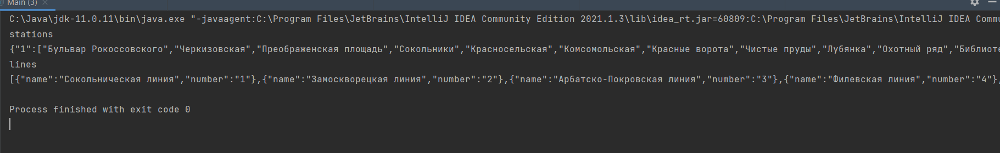 Main (3)
C:\Java\jdk-11.0.11\bin\java.exe "-javaagent:C:\Program Files\JetBrains\IntelliJ IDEA Community Edition 2021.1.3\lib\idea_rt.jar=60809:C:\Program Files\JetBrains\IntelliJ IDEA Commu
stations
{"1":["Бульвар Рокоссовского","Черкизовская","Преображенская площадь","Сокольники","Красносельская","Комсомольская","Красные ворота","Чистые пруды","Лубянка","Охотный ряд","Библиоте
lines
[{"name":"Сокольническая линия","number":"1"},{"name":"Замоскворецкая линия","number":"2"},{"name":"Арбатско-Покровская линия","number":"3"},{"name":"Филевская линия","number":"4"},
Process finished with exit code 0